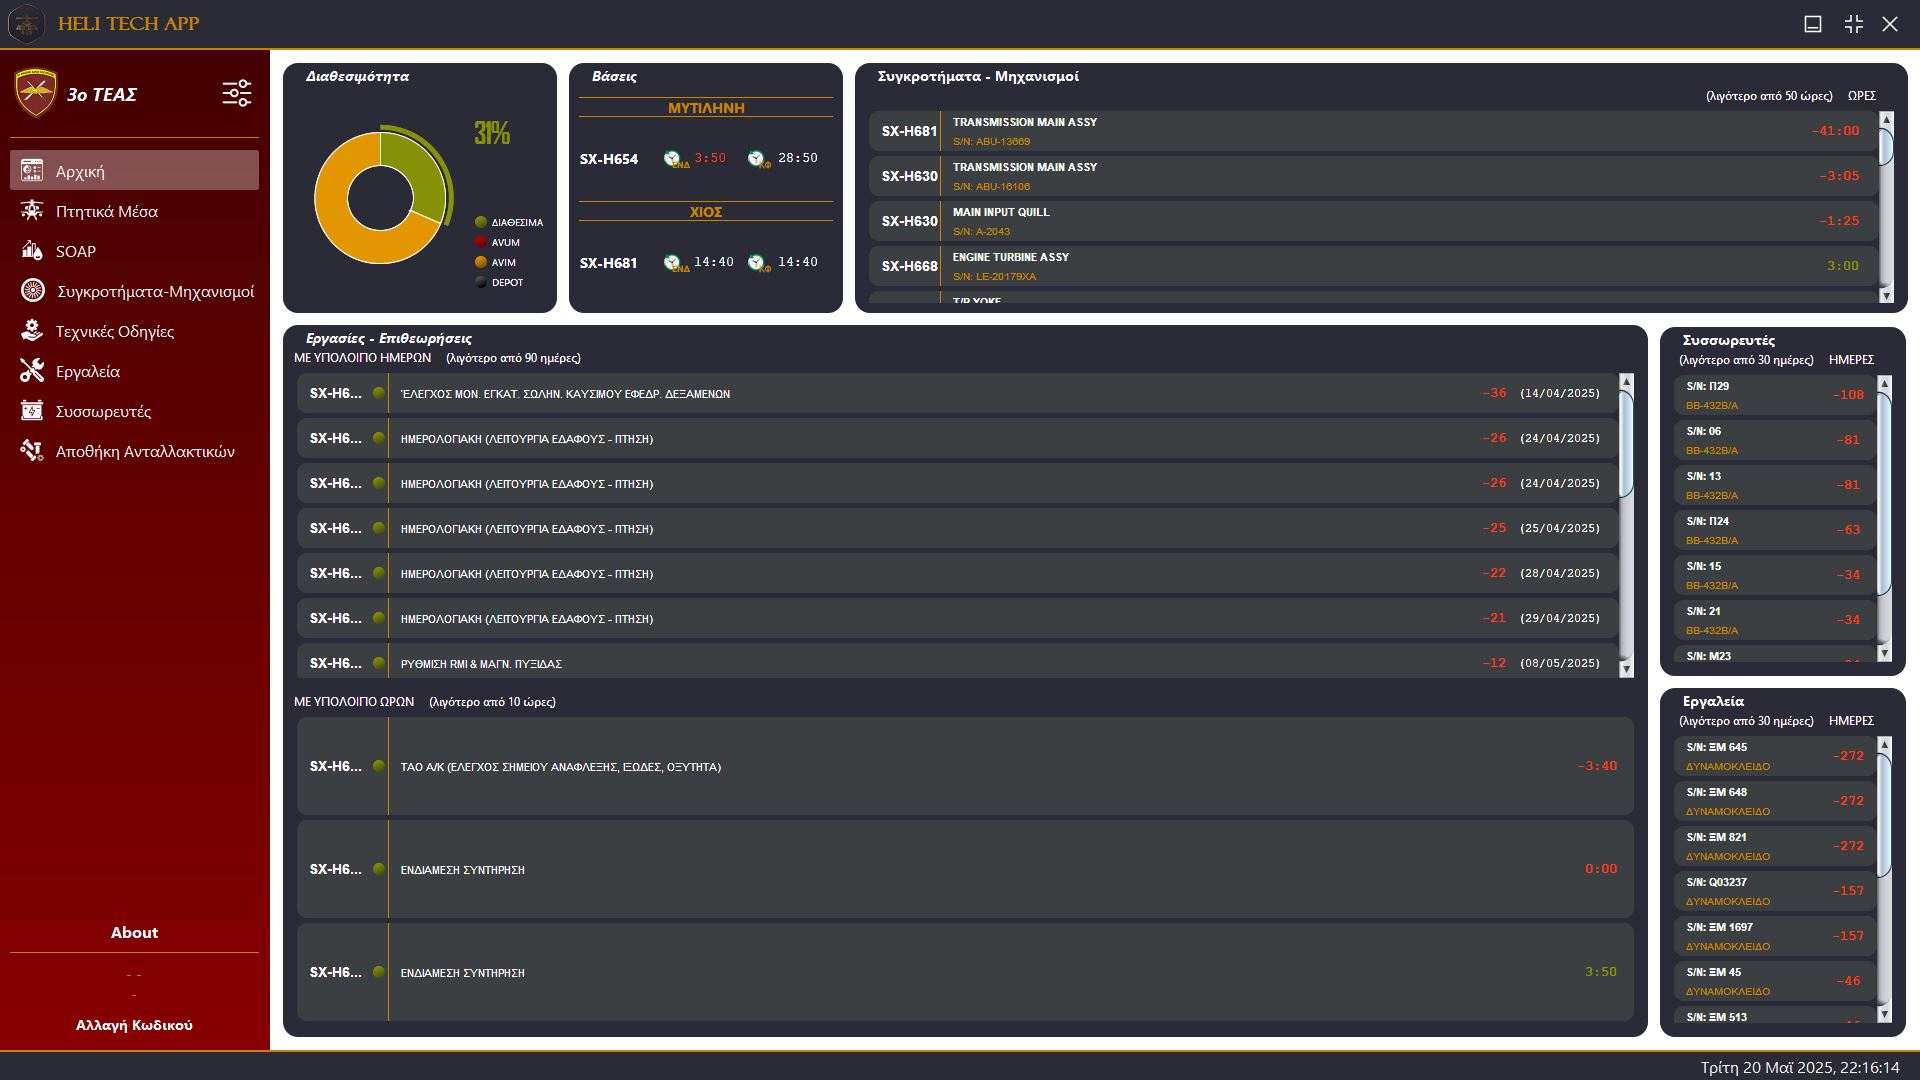 HELI TECH APP
3ο ΤΕΑΣ
Αρχική
Πτητικά Μέσα
SOAP
Συγκροτήματα-Μηχανισμοί
Τεχνικές Οδηγίες
Εργαλεία
Συσσωρευτές
Αποθήκη Ανταλλακτικών
About
- -
-
Αλλαγή Κωδικού
Διαθεσιμότητα
31%
ΔΙΑΘΕΣΙΜΑ
AVUM
AVIM
DEPOT
Βάσεις
ΜΥΤΙΛΗΝΗ
SX-H654 ΕΝΔ 3:50 ΚΦ 28:50
ΧΙΟΣ
SX-H681 ΕΝΔ 14:40 ΚΦ 14:40
Συγκροτήματα - Μηχανισμοί
(λιγότερο από 50 ώρες) ΩΡΕΣ
SX-H681 TRANSMISSION MAIN ASSY -41:00
S/N: ABU-13669
SX-H630 TRANSMISSION MAIN ASSY -3:05
S/N: ABU-16106
SX-H630 MAIN INPUT QUILL -1:25
S/N: A-2043
SX-H668 ENGINE TURBINE ASSY 3:00
S/N: LE-20179XA
T/R YOKE
Εργασίες - Επιθεωρήσεις
ΜΕ ΥΠΟΛΟΙΠΟ ΗΜΕΡΩΝ (λιγότερο από 90 ημέρες)
SX-H6... ΈΛΕΓΧΟΣ ΜΟΝ. ΕΓΚΑΤ. ΣΩΛΗΝ. ΚΑΥΣΙΜΟΥ ΕΦΕΔΡ. ΔΕΞΑΜΕΝΩΝ -36 (14/04/2025)
SX-H6... ΗΜΕΡΟΛΟΓΙΑΚΗ (ΛΕΙΤΟΥΡΓΙΑ ΕΔΑΦΟΥΣ - ΠΤΗΣΗ) -26 (24/04/2025)
SX-H6... ΗΜΕΡΟΛΟΓΙΑΚΗ (ΛΕΙΤΟΥΡΓΙΑ ΕΔΑΦΟΥΣ - ΠΤΗΣΗ) -26 (24/04/2025)
SX-H6... ΗΜΕΡΟΛΟΓΙΑΚΗ (ΛΕΙΤΟΥΡΓΙΑ ΕΔΑΦΟΥΣ - ΠΤΗΣΗ) -25 (25/04/2025)
SX-H6... ΗΜΕΡΟΛΟΓΙΑΚΗ (ΛΕΙΤΟΥΡΓΙΑ ΕΔΑΦΟΥΣ - ΠΤΗΣΗ) -22 (28/04/2025)
SX-H6... ΗΜΕΡΟΛΟΓΙΑΚΗ (ΛΕΙΤΟΥΡΓΙΑ ΕΔΑΦΟΥΣ - ΠΤΗΣΗ) -21 (29/04/2025)
SX-H6... ΡΥΘΜΙΣΗ RMI & ΜΑΓΝ. ΠΥΞΙΔΑΣ -12 (08/05/2025)
ΜΕ ΥΠΟΛΟΙΠΟ ΩΡΩΝ (λιγότερο από 10 ώρες)
SX-H6... ΤΑΟ Α/Κ (ΕΛΕΓΧΟΣ ΣΗΜΕΙΟΥ ΑΝΑΦΛΕΞΗΣ, ΙΞΩΔΕΣ, ΟΞΥΤΗΤΑ) -3:40
SX-H6... ΕΝΔΙΑΜΕΣΗ ΣΥΝΤΗΡΗΣΗ 0:00
SX-H6... ΕΝΔΙΑΜΕΣΗ ΣΥΝΤΗΡΗΣΗ 3:50
Συσσωρευτές
(λιγότερο από 30 ημέρες) ΗΜΕΡΕΣ
S/N: Π29 -108
BB-432B/A
S/N: 06 -81
BB-432B/A
S/N: 13 -81
BB-432B/A
S/N: Π24 -63
BB-432B/A
S/N: 15 -34
BB-432B/A
S/N: 21 -34
BB-432B/A
S/N: M23
Εργαλεία
(λιγότερο από 30 ημέρες) ΗΜΕΡΕΣ
S/N: ΞΜ 645 -272
ΔΥΝΑΜΟΚΛΕΙΔΟ
S/N: ΞΜ 648 -272
ΔΥΝΑΜΟΚΛΕΙΔΟ
S/N: ΞΜ 821 -272
ΔΥΝΑΜΟΚΛΕΙΔΟ
S/N: Q03237 -157
ΔΥΝΑΜΟΚΛΕΙΔΟ
S/N: ΞΜ 1697 -157
ΔΥΝΑΜΟΚΛΕΙΔΟ
S/N: ΞΜ 45 -46
ΔΥΝΑΜΟΚΛΕΙΔΟ
S/N: ΞΜ 513
Τρίτη 20 Μαΐ 2025, 22:16:14